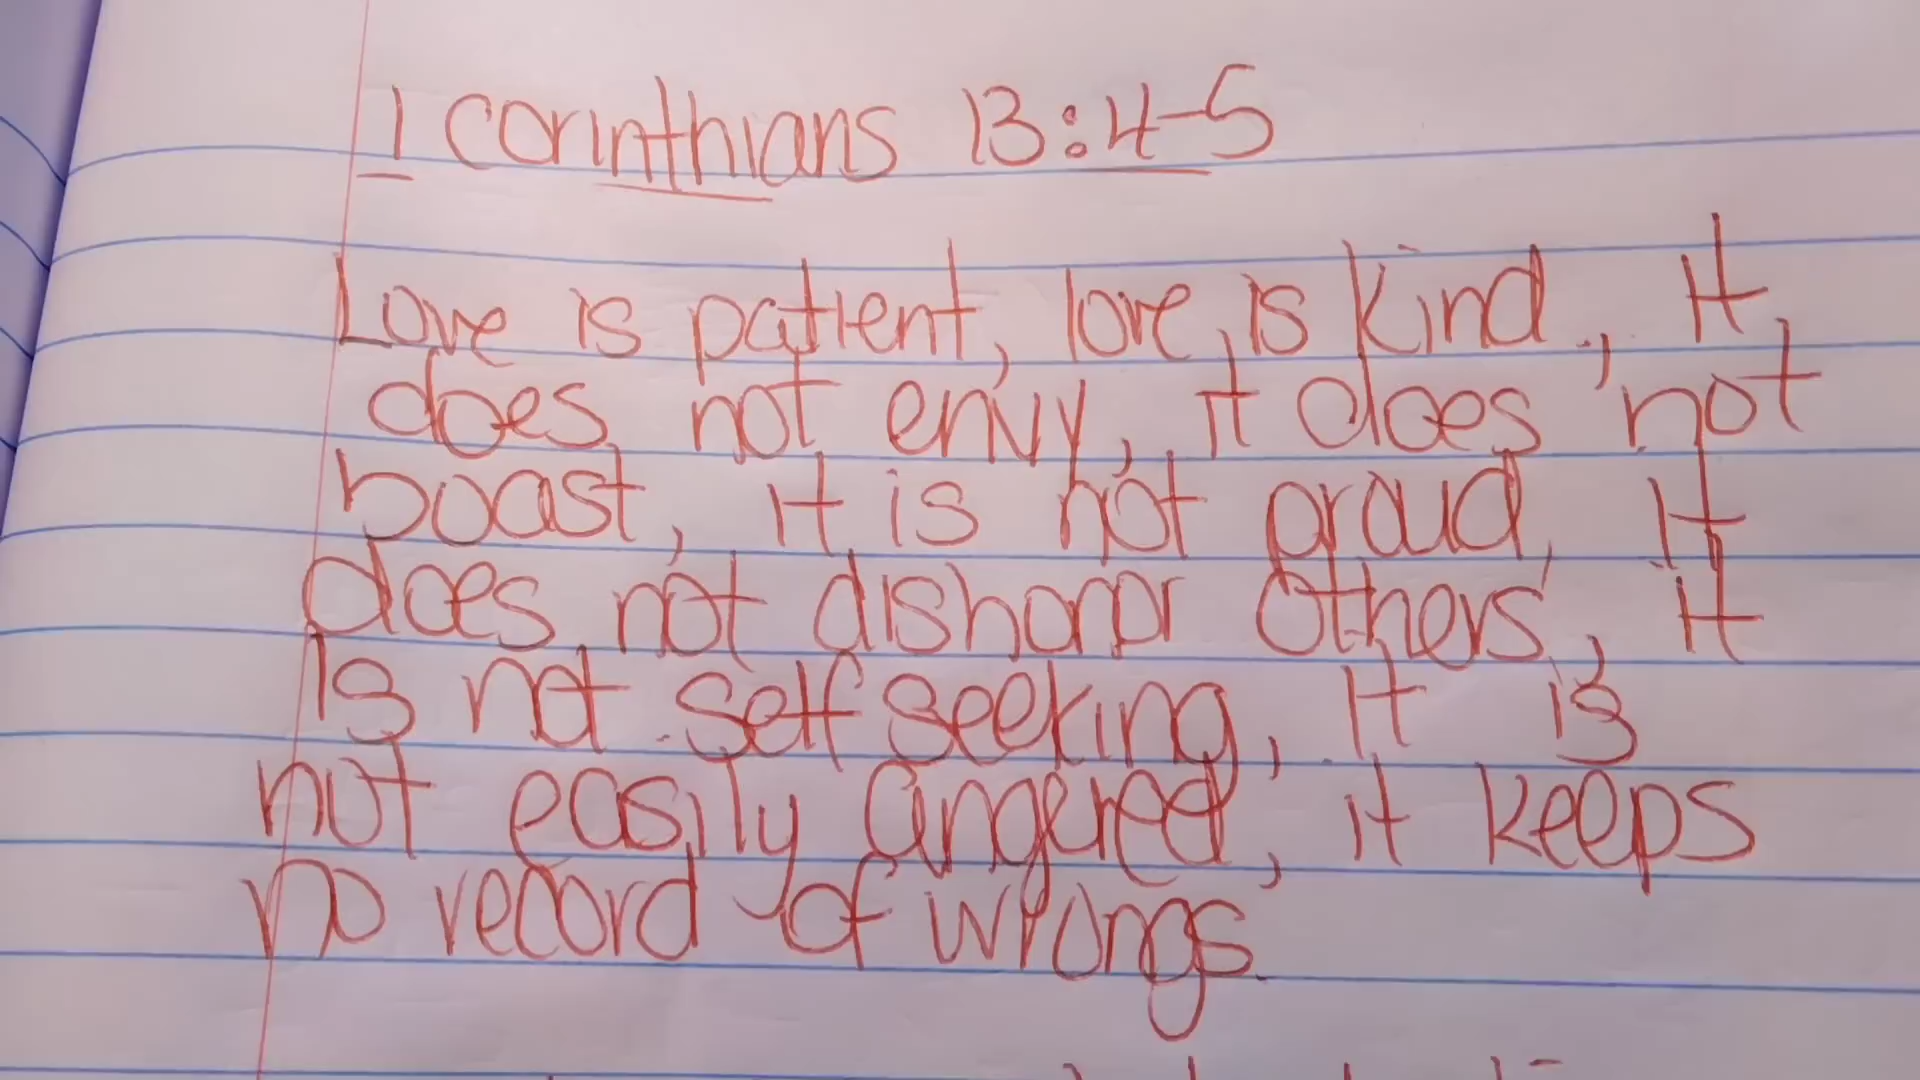 1 Corinthians 13:4-5
Love is patient, love is kind, It
does not envy, it does not
boast, it is not proud, It
does not dishonor others, it
is not self seeking, It is
not easily angered, it keeps
no record of wrongs.